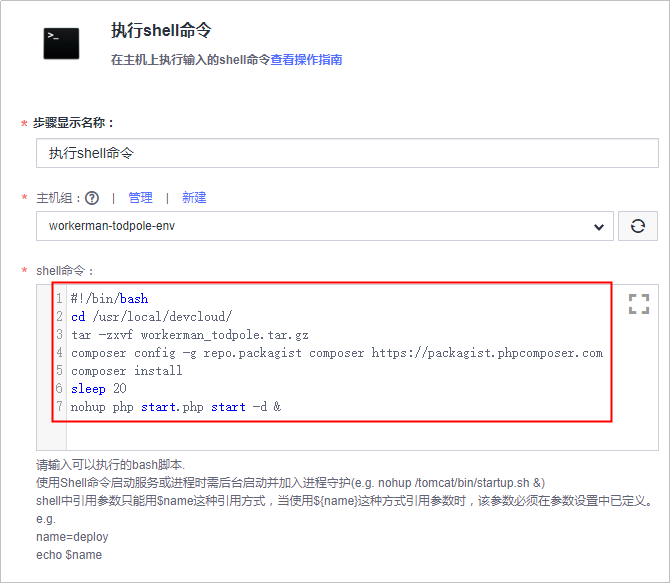 >_
执行shell命令
在主机上执行输入的shell命令查看操作指南
* 步骤显示名称：
执行shell命令
* 主机组：? | 管理 | 新建
workerman-todpole-env
* shell命令：
1 #!/bin/bash
2 cd /usr/local/devcloud/
3 tar -zxvf workerman_todpole.tar.gz
4 composer config -g repo.packagist composer https://packagist.phpcomposer.com
5 composer install
6 sleep 20
7 nohup php start.php start -d &
请输入可以执行的bash脚本.
使用Shell命令启动服务或进程时需后台启动并加入进程守护(e.g. nohup /tomcat/bin/startup.sh &)
shell中引用参数只能用$name这种引用方式，当使用${name}这种方式引用参数时，该参数必须在参数设置中已定义。
e.g.
name=deploy
echo $name